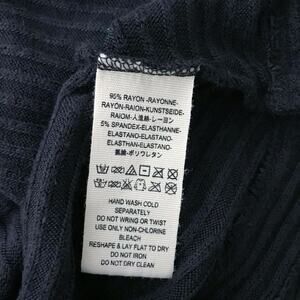 95% RAYON -RAYONNE-
RAYON-RAION-KUNSTSEIDE-
RAIOM-人造絲-レーヨン
5% SPANDEX-ELASTHANNE-
ELASTANO-ELASTANO-
ELASTHAN-ELASTAN-
氨綸-ポリウレタン
HAND WASH COLD
SEPARATELY
DO NOT WRING OR TWIST
USE ONLY NON-CHLORINE
BLEACH
RESHAPE & LAY FLAT TO DRY
DO NOT IRON
DO NOT DRY CLEAN